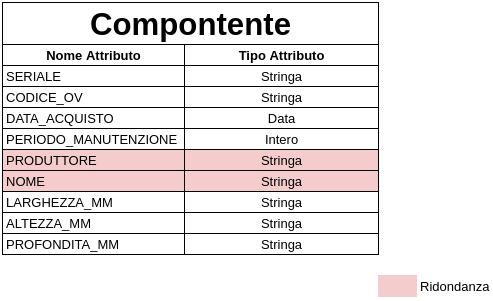 Compontente
Nome Attributo Tipo Attributo
SERIALE Stringa
CODICE_OV Stringa
DATA_ACQUISTO Data
PERIODO_MANUTENZIONE Intero
PRODUTTORE Stringa
NOME Stringa
LARGHEZZA_MM Stringa
ALTEZZA_MM Stringa
PROFONDITA_MM Stringa
Ridondanza